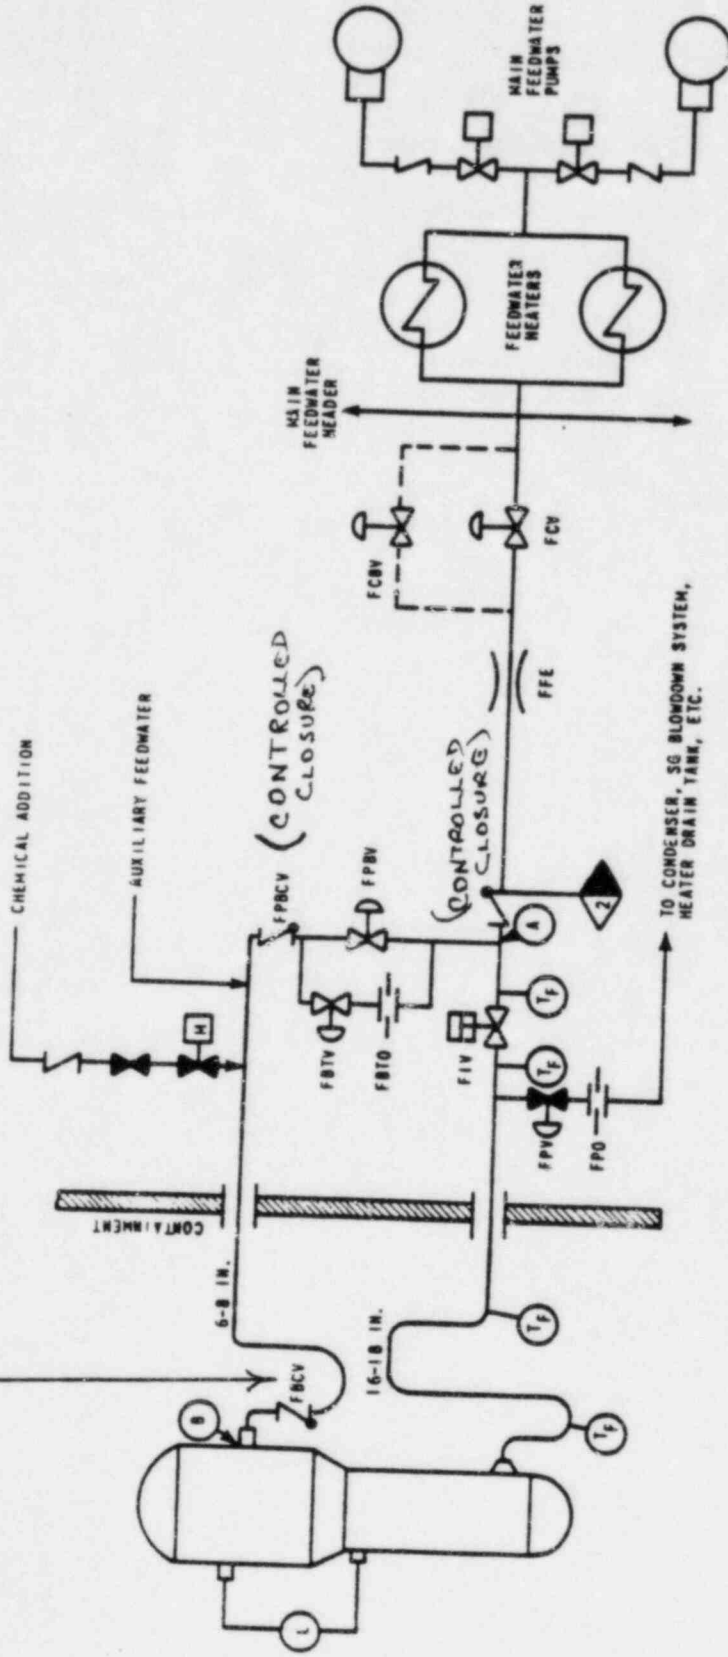 CHEMICAL ADDITION
AUXILIARY FEEDWATER
M
FPBCV
(CONTROLLED
CLOSURE)
FPBV
FBTV
FBTO
CONTAINMENT
6-8 IN.
FBCV
B
L
16-18 IN.
TF
TF
TF
TF
FIV
FPV
FPO
A
2
(CONTROLLED
CLOSURE)
FFE
FCBV
FCV
MAIN
FEEDWATER
HEADER
FEEDWATER
HEATERS
MAIN
FEEDWATER
PUMPS
TO CONDENSER, SG BLOWDOWN SYSTEM,
HEATER DRAIN TANK, ETC.